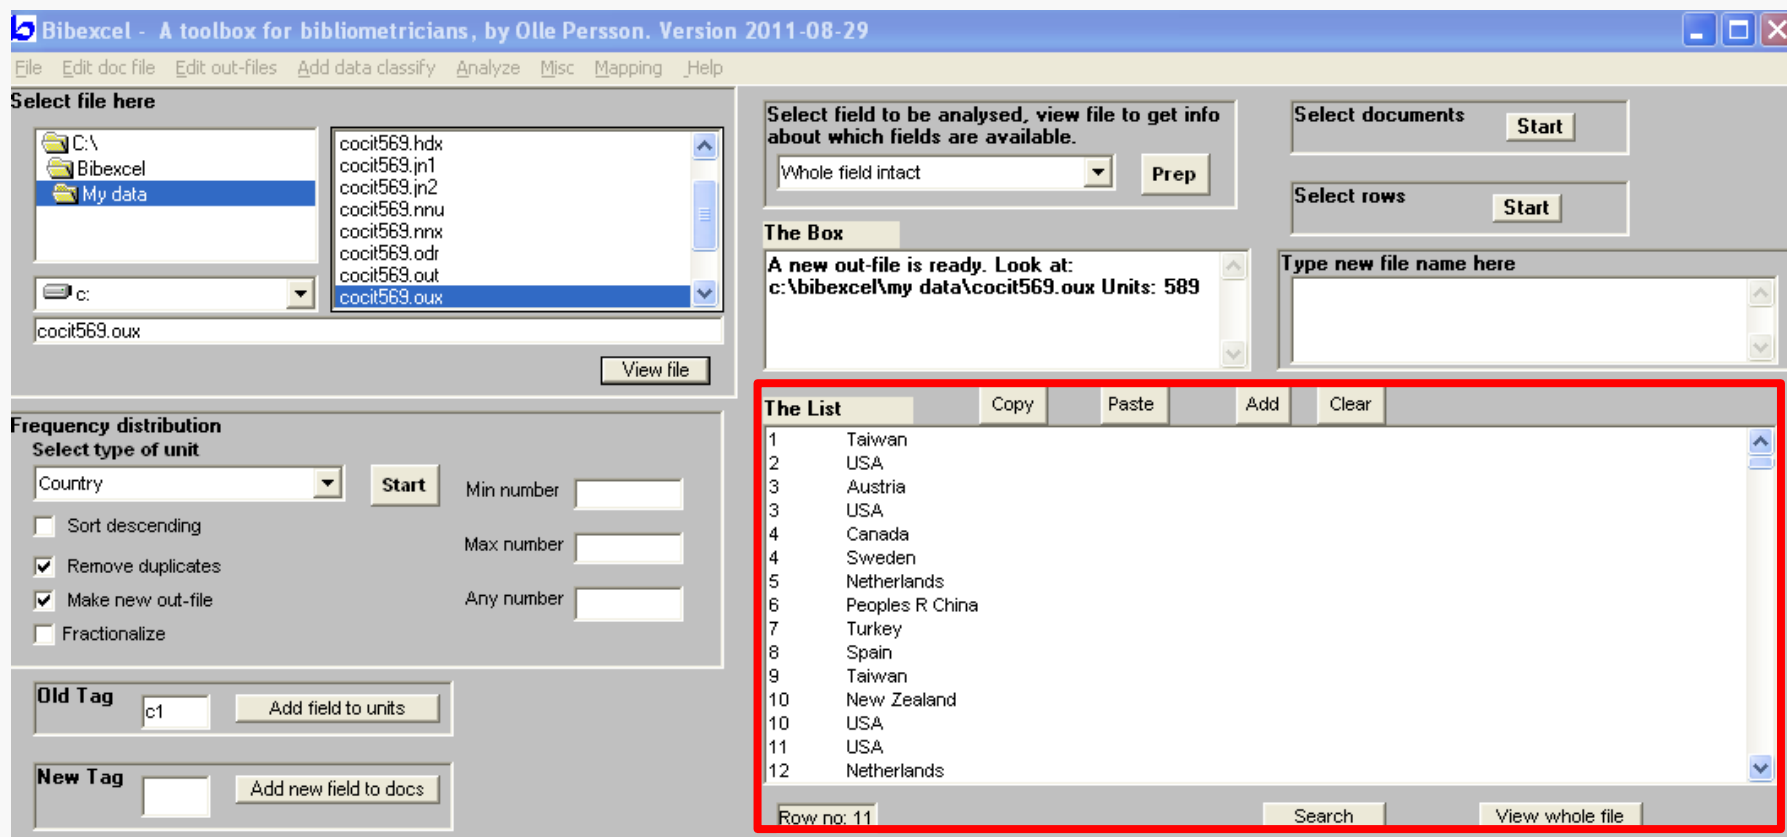 Bibexcel - A toolbox for bibliometricians, by Olle Persson. Version 2011-08-29
File Edit doc file Edit out-files Add data classify Analyze Misc Mapping Help
Select file here
C:\
Bibexcel
My data
cocit569.hdx
cocit569.jn1
cocit569.jn2
cocit569.nnu
cocit569.nnx
cocit569.odr
cocit569.out
cocit569.oux
c:
cocit569.oux
View file
Select field to be analysed, view file to get info
about which fields are available.
Whole field intact
Prep
Select documents
Start
Select rows
Start
The Box
A new out-file is ready. Look at:
c:\bibexcel\my data\cocit569.oux Units: 589
Type new file name here
Frequency distribution
Select type of unit
Country
Start
Sort descending
Remove duplicates
Make new out-file
Fractionalize
Min number
Max number
Any number
Old Tag
c1
Add field to units
New Tag
Add new field to docs
The List
Copy
Paste
Add
Clear
1 Taiwan
2 USA
3 Austria
3 USA
4 Canada
4 Sweden
5 Netherlands
6 Peoples R China
7 Turkey
8 Spain
9 Taiwan
10 New Zealand
10 USA
11 USA
12 Netherlands
Row no: 11
Search
View whole file